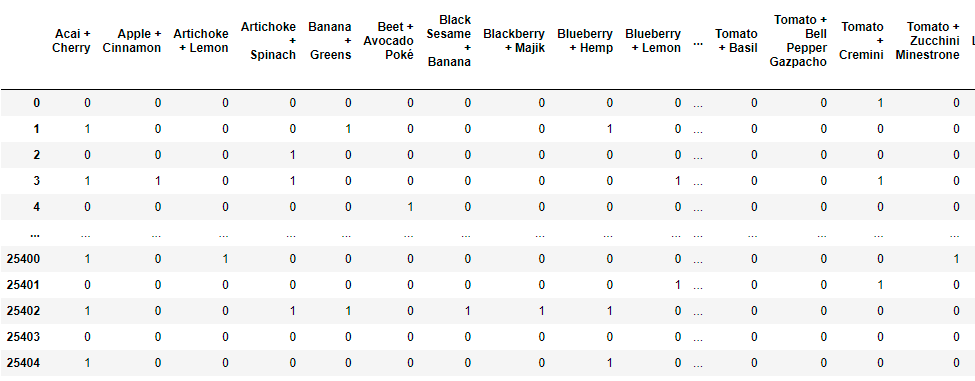 Acai +
Cherry
Apple +
Cinnamon
Artichoke
+ Lemon
Artichoke
+
Spinach
Banana
+
Greens
Beet +
Avocado
Poké
Black
Sesame
+
Banana
Blackberry
+ Majik
Blueberry
+ Hemp
Blueberry
+ Lemon
...
Tomato
+ Basil
Tomato +
Bell
Pepper
Gazpacho
Tomato
+
Cremini
Tomato +
Zucchini
Minestrone
0 0 0 0 0 0 0 0 0 0 0 ... 0 0 1 0
1 1 0 0 0 1 0 0 0 1 0 ... 0 0 0 0
2 0 0 0 1 0 0 0 0 0 0 ... 0 0 0 0
3 1 1 0 1 0 0 0 0 0 1 ... 0 0 1 0
4 0 0 0 0 0 1 0 0 0 0 ... 0 0 0 0
... ... ... ... ... ... ... ... ... ... ... ... ... ... ... ...
25400 1 0 1 0 0 0 0 0 0 0 ... 0 0 0 1
25401 0 0 0 0 0 0 0 0 0 1 ... 0 0 1 0
25402 1 0 0 1 1 0 1 1 1 0 ... 0 0 0 0
25403 0 0 0 0 0 0 0 0 0 0 ... 0 0 0 0
25404 1 0 0 0 0 0 0 0 1 0 ... 0 0 0 0